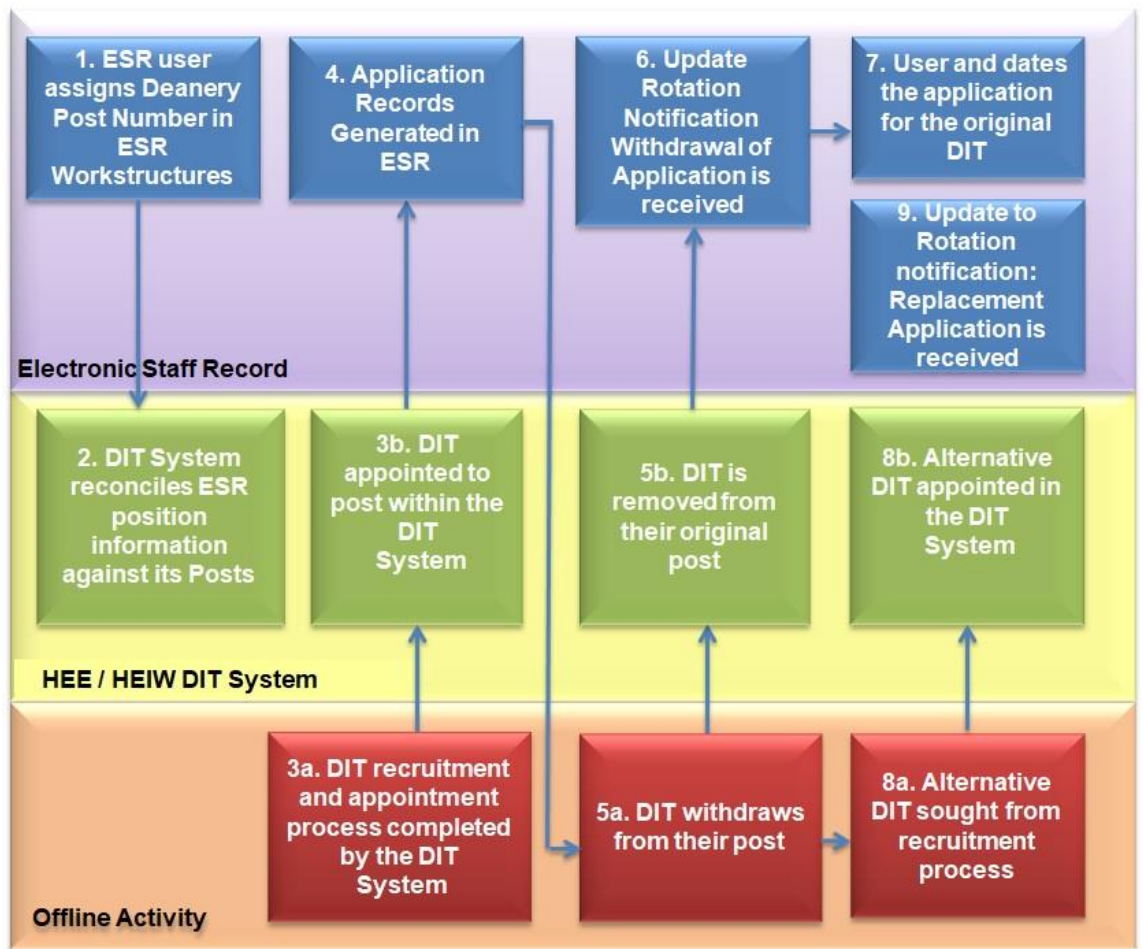 1. ESR user
assigns Deanery
Post Number in
ESR
Workstructures
4. Application
Records
Generated in
ESR
6. Update
Rotation
Notification
Withdrawal of
Application is
received
7. User and dates
the application
for the original
DIT
9. Update to
Rotation
notification:
Replacement
Application is
received
Electronic Staff Record
2. DIT System
reconciles ESR
position
information
against its Posts
3b. DIT
appointed to
post within the
DIT
System
5b. DIT is
removed from
their original
post
8b. Alternative
DIT appointed in
the DIT
System
HEE / HEIW DIT System
3a. DIT recruitment
and appointment
process completed
by the DIT
System
5a. DIT withdraws
from their post
8a. Alternative
DIT sought from
recruitment
process
Offline Activity